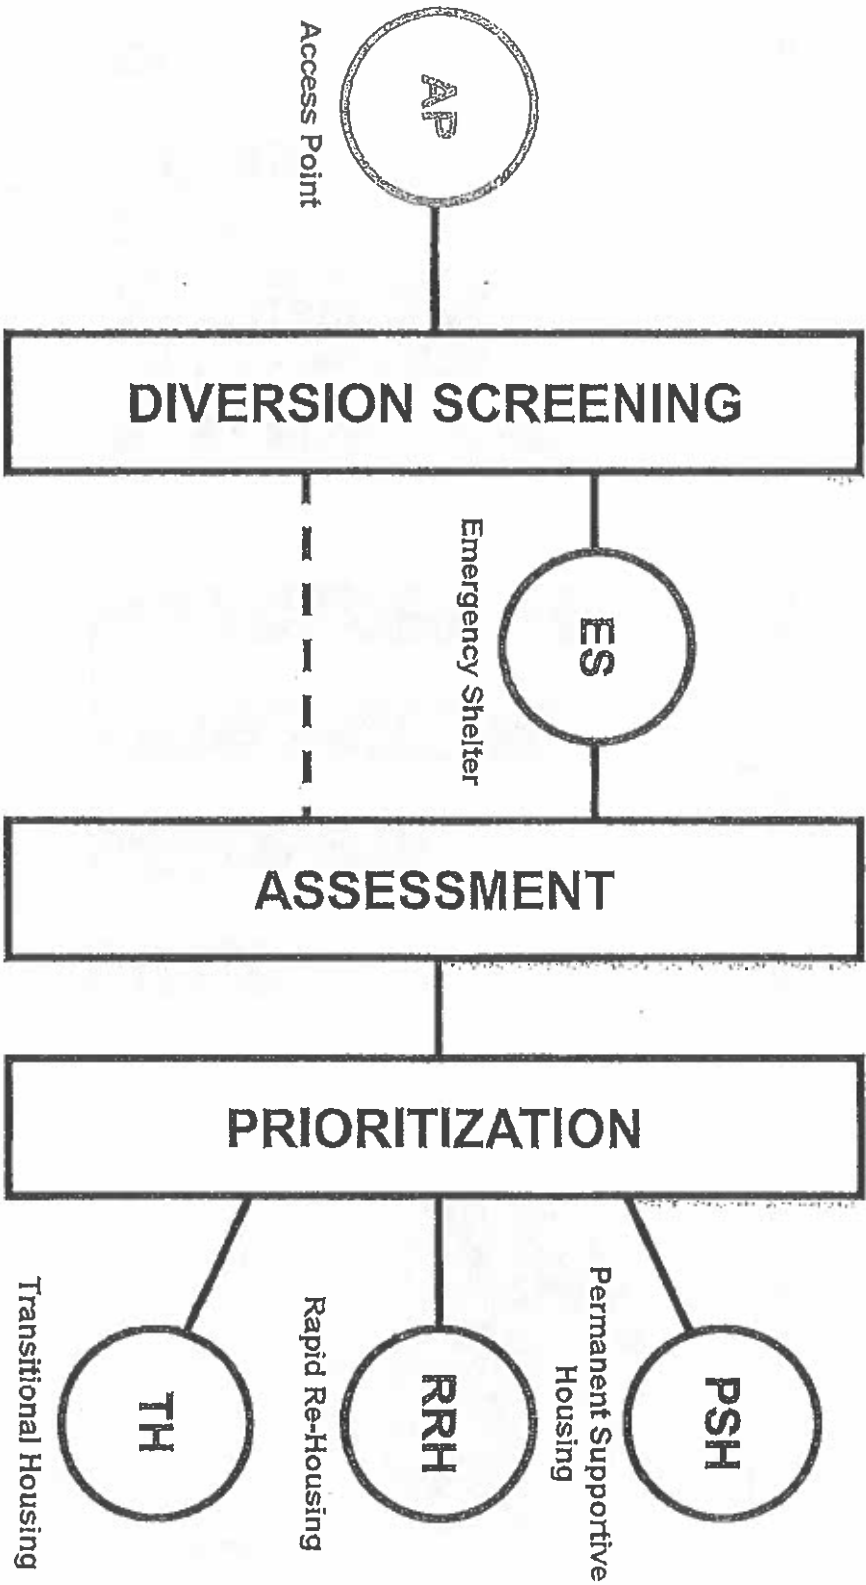 AP
Access Point
DIVERSION SCREENING
ES
Emergency Shelter
ASSESSMENT
PRIORITIZATION
PSH
Permanent Supportive
Housing
RRH
Rapid Re-Housing
TH
Transitional Housing